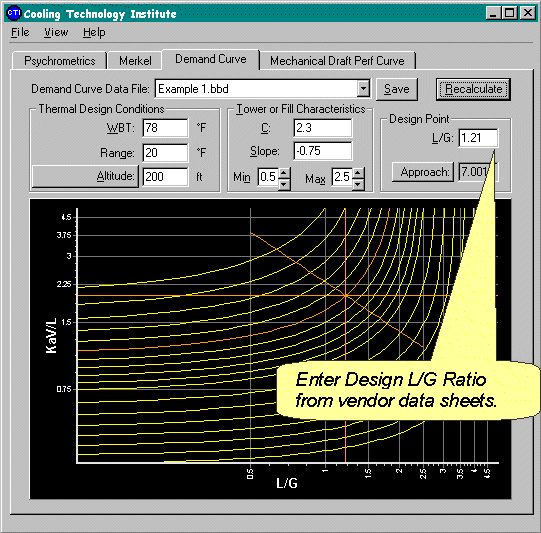 CTI Cooling Technology Institute
File View Help
Psychrometrics Merkel Demand Curve Mechanical Draft Perf Curve
Demand Curve Data File: Example 1.bbd Save Recalculate
Thermal Design Conditions Tower or Fill Characteristics Design Point
WBT: 78 °F C: 2.3 L/G: 1.21
Range: 20 °F Slope: -0.75
Altitude: 200 ft Min 0.5 Max 2.5 Approach: 7.001
4.5
3.75
3
2.25
1.5
0.75
KaV/L
0.5 1 1.5 2 2.5 3 3.5 4 4.5
L/G
Enter Design L/G Ratio
from vendor data sheets.